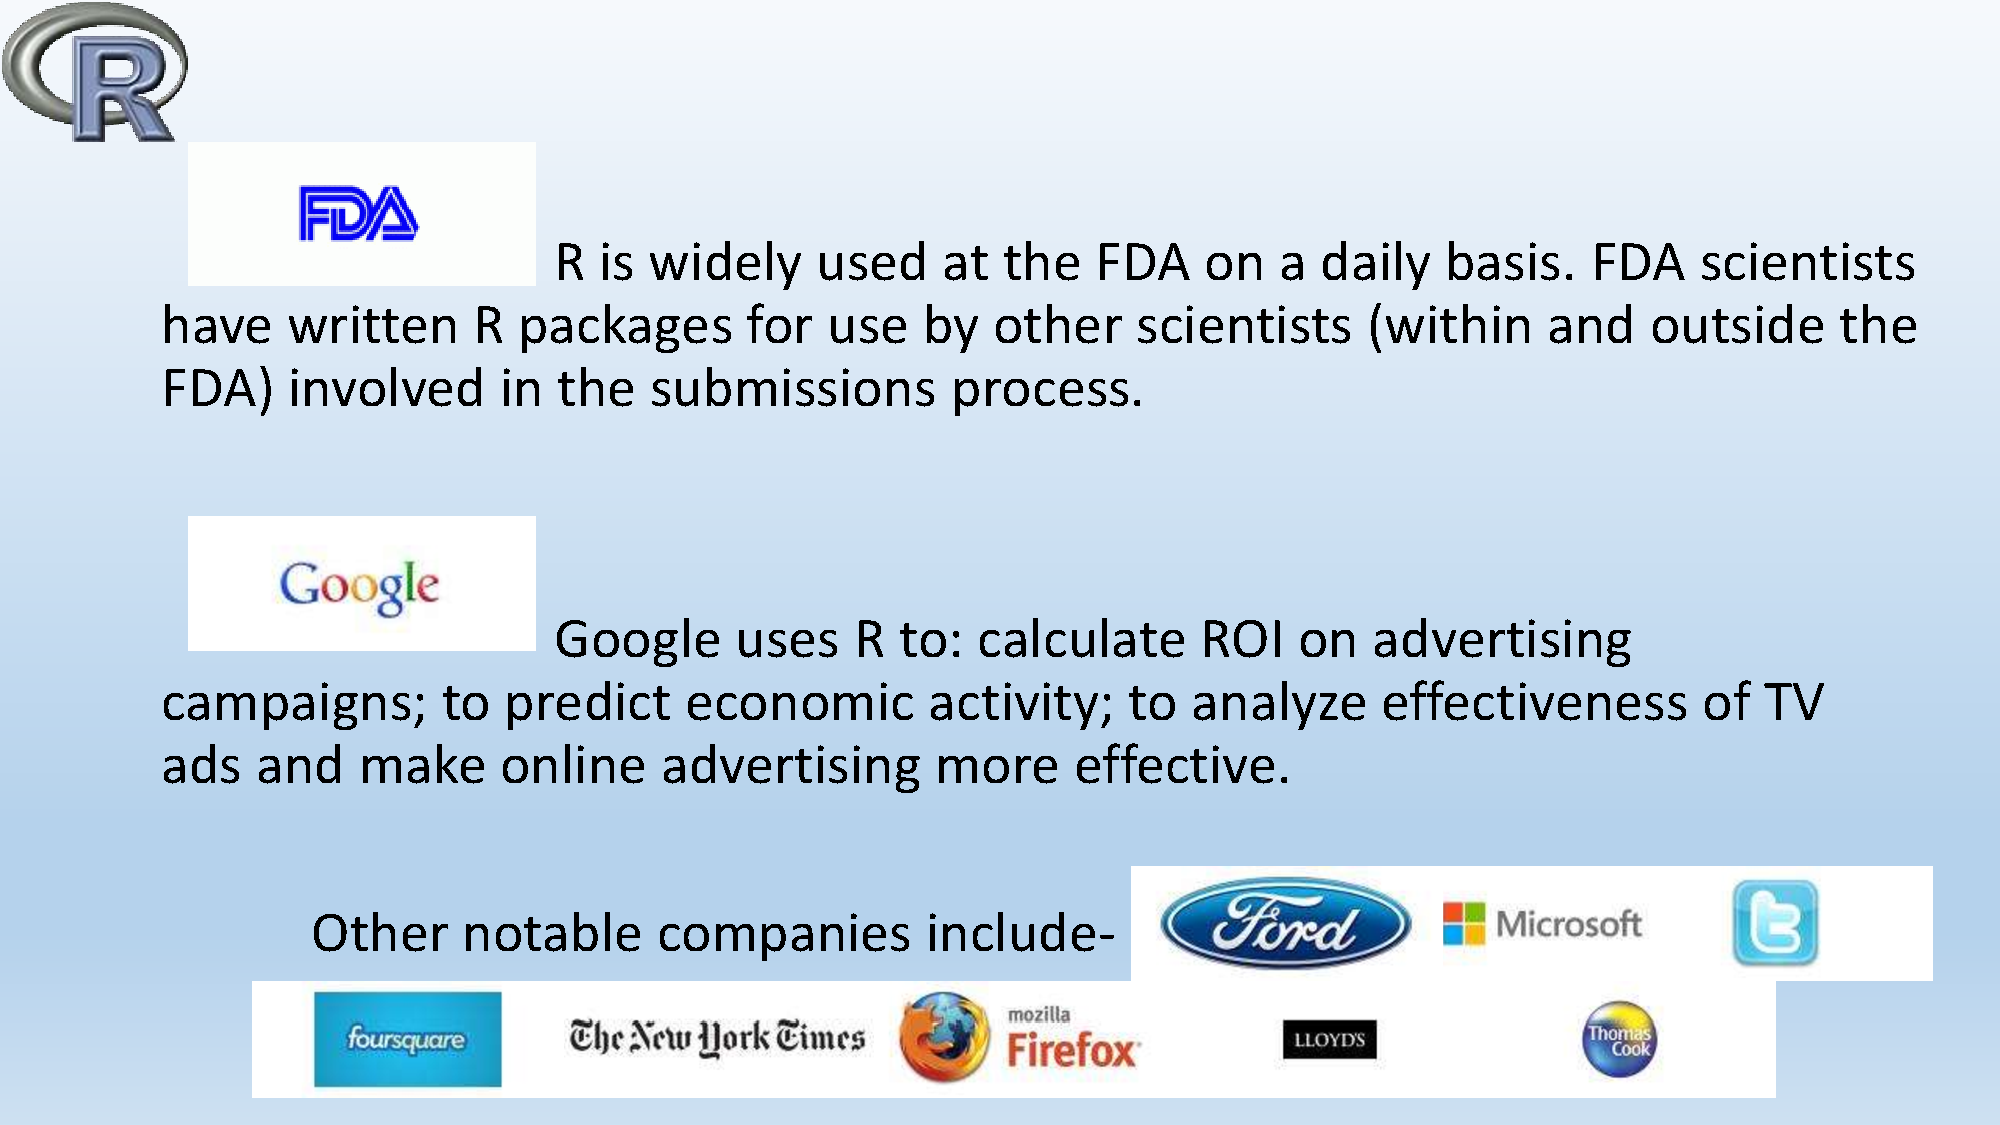 R
FDA
R is widely used at the FDA on a daily basis. FDA scientists
have written R packages for use by other scientists (within and outside the
FDA) involved in the submissions process.
Google
Google uses R to: calculate ROI on advertising
campaigns; to predict economic activity; to analyze effectiveness of TV
ads and make online advertising more effective.
Other notable companies include-
Ford
Microsoft
t
foursquare
The New York Times
mozilla
Firefox
LLOYD'S
Thomas
Cook